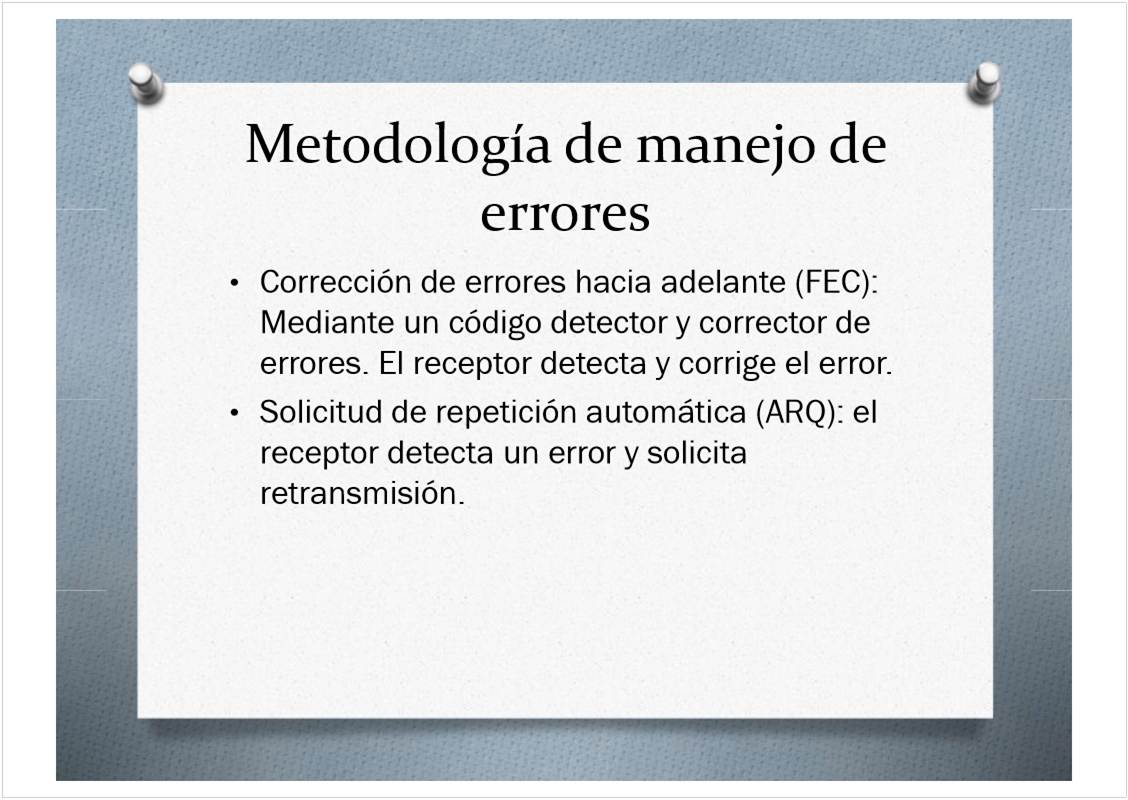 Metodología de manejo de
errores
• Corrección de errores hacia adelante (FEC):
Mediante un código detector y corrector de
errores. El receptor detecta y corrige el error.
• Solicitud de repetición automática (ARQ): el
receptor detecta un error y solicita
retransmisión.